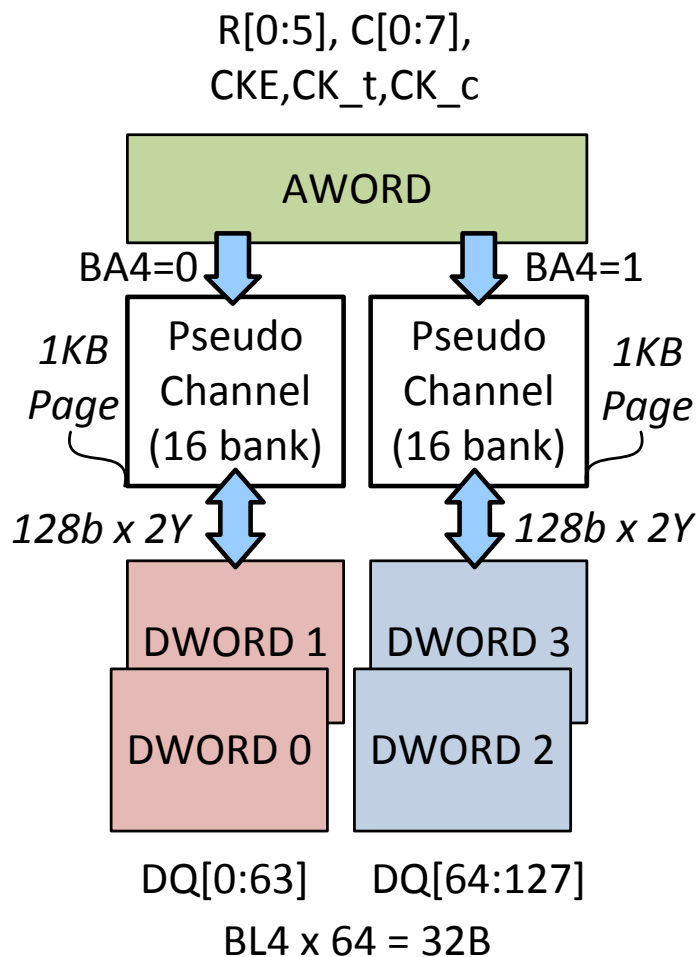 R[0:5], C[0:7],
CKE,CK_t,CK_c
AWORD
BA4=0
BA4=1
Pseudo
Channel
(16 bank)
Pseudo
Channel
(16 bank)
1KB
Page
1KB
Page
128b x 2Y
128b x 2Y
DWORD 1
DWORD 3
DWORD 0
DWORD 2
DQ[0:63]
DQ[64:127]
BL4 x 64 = 32B